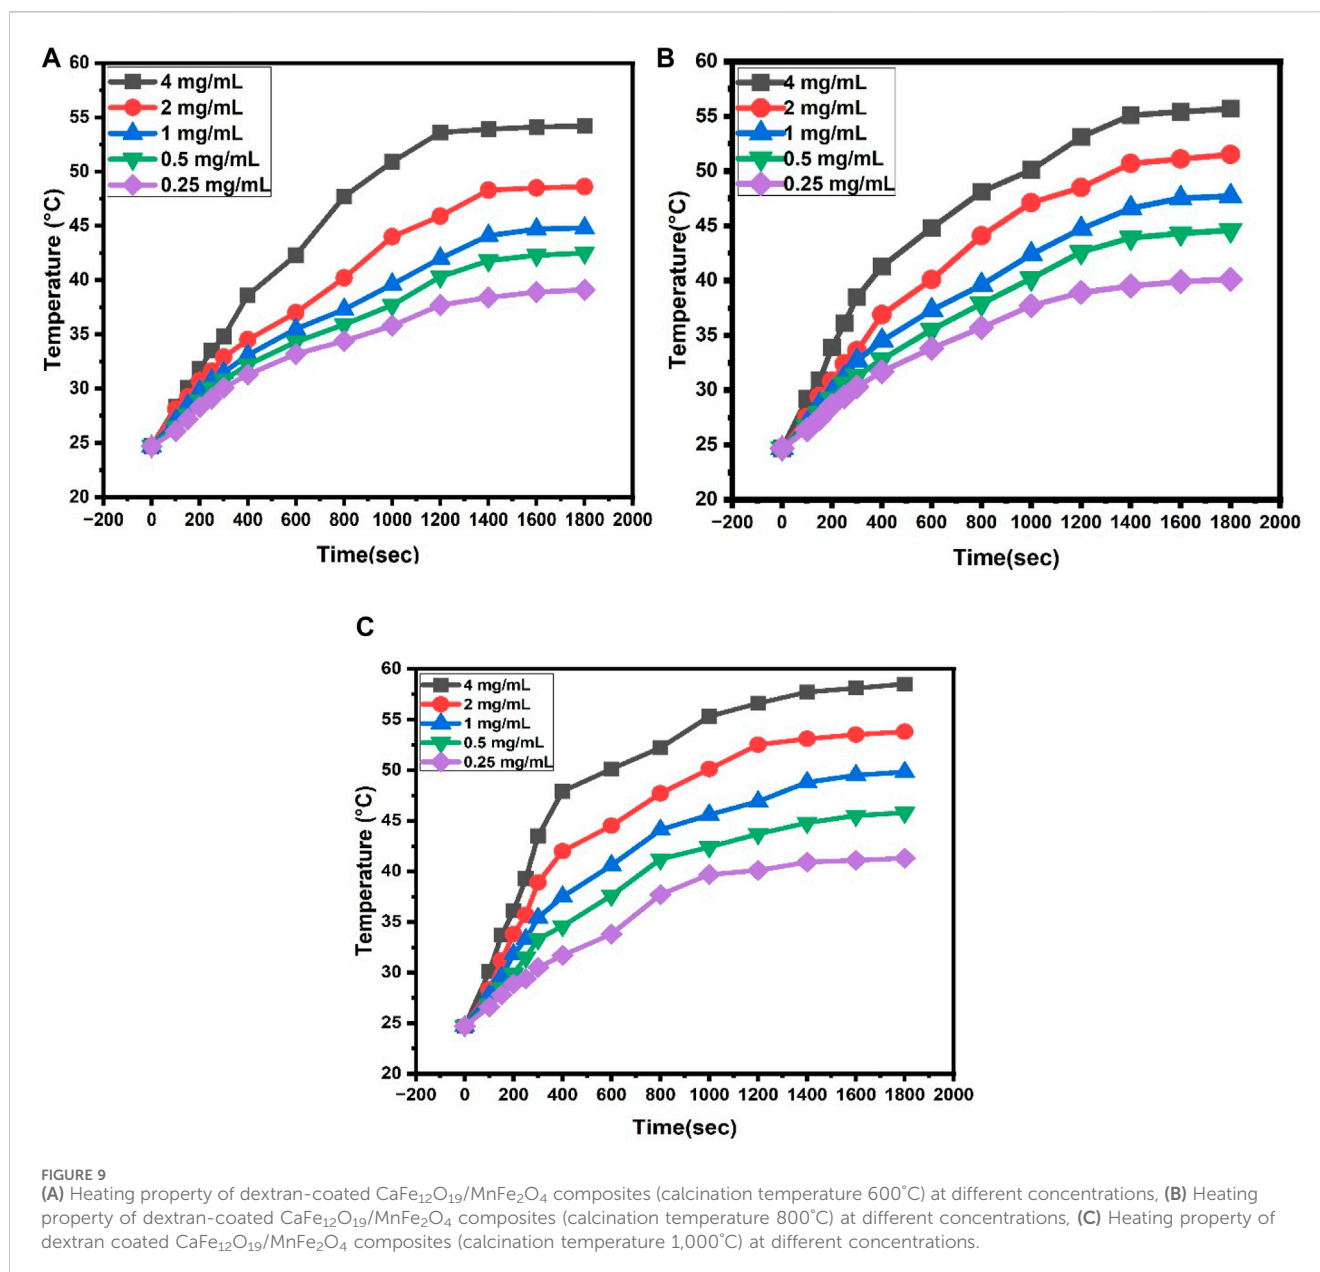 A
60
55
50
45
40
35
30
25
20
Temperature (°C)
4 mg/mL
2 mg/mL
1 mg/mL
0.5 mg/mL
0.25 mg/mL
−200 0 200 400 600 800 1000 1200 1400 1600 1800 2000
Time(sec)
B
60
55
50
45
40
35
30
25
20
Temperature(°C)
4 mg/mL
2 mg/mL
1 mg/mL
0.5 mg/mL
0.25 mg/mL
−200 0 200 400 600 800 1000 1200 1400 1600 1800 2000
Time(sec)
C
60
55
50
45
40
35
30
25
20
Temperature (°C)
4 mg/mL
2 mg/mL
1 mg/mL
0.5 mg/mL
0.25 mg/mL
−200 0 200 400 600 800 1000 1200 1400 1600 1800 2000
Time(sec)
FIGURE 9
(A) Heating property of dextran-coated CaFe₁₂O₁₉/MnFe₂O₄ composites (calcination temperature 600°C) at different concentrations, (B) Heating
property of dextran-coated CaFe₁₂O₁₉/MnFe₂O₄ composites (calcination temperature 800°C) at different concentrations, (C) Heating property of
dextran coated CaFe₁₂O₁₉/MnFe₂O₄ composites (calcination temperature 1,000°C) at different concentrations.